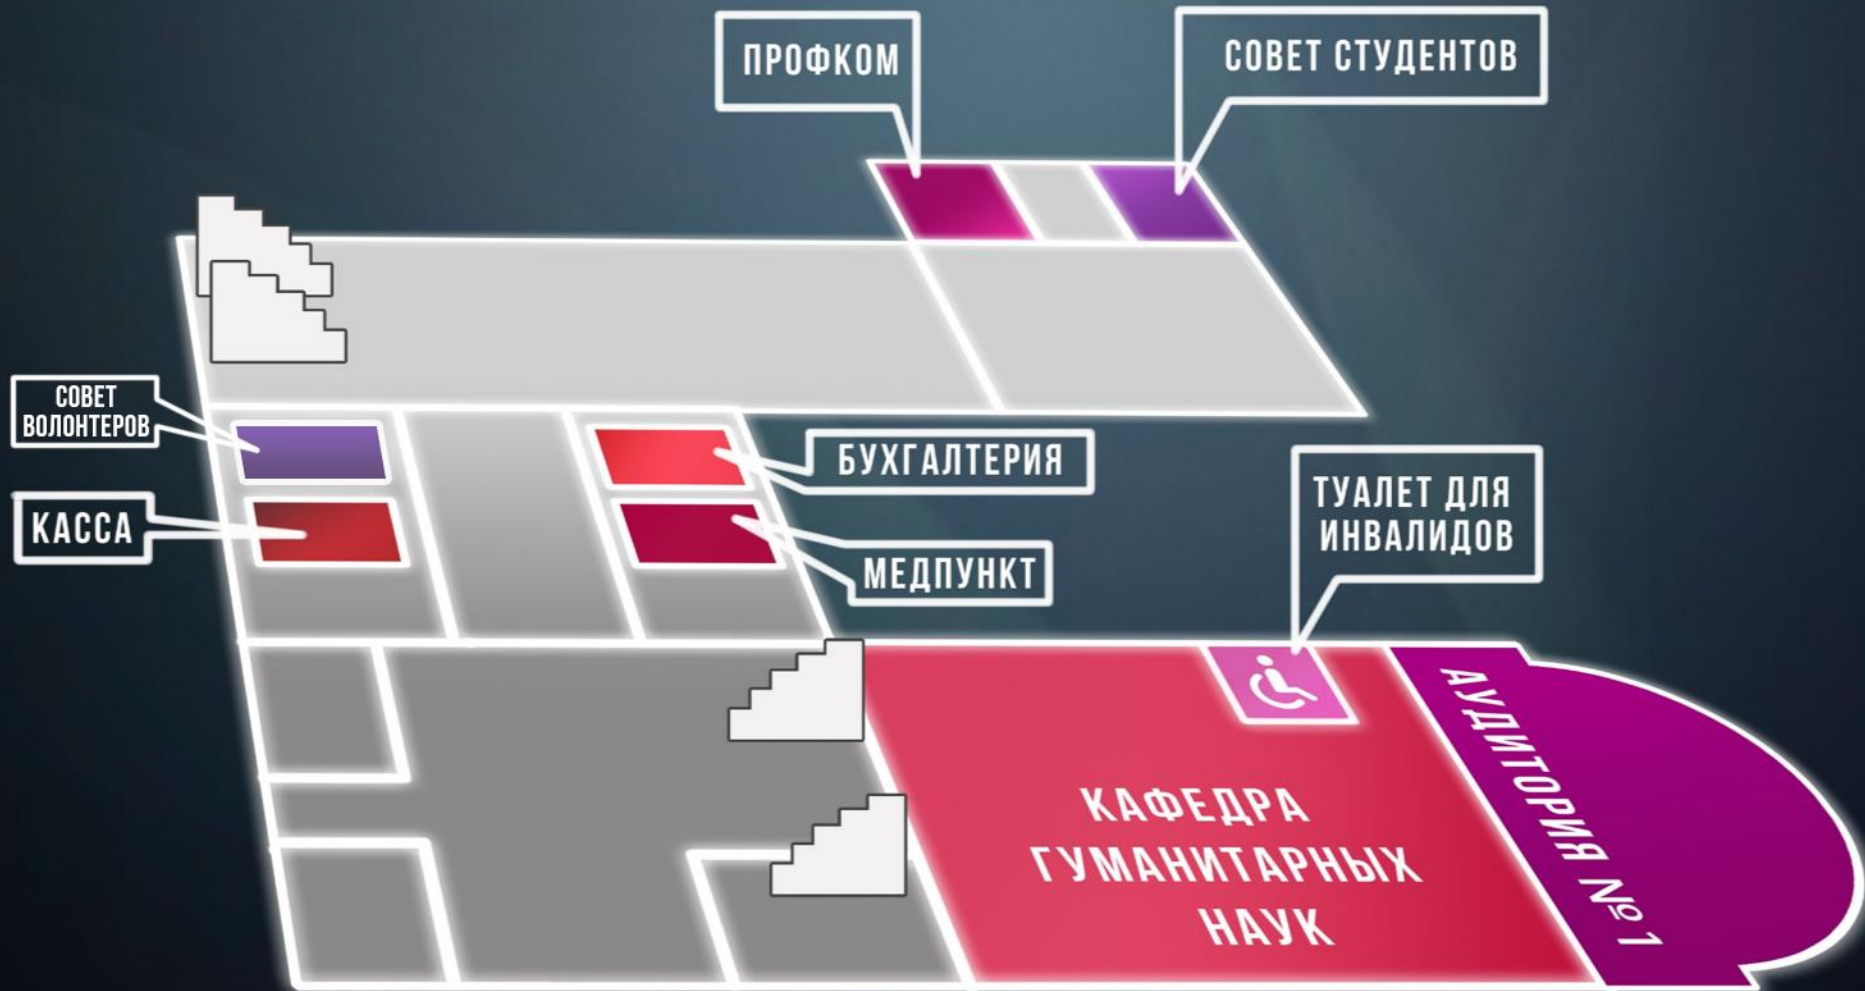 ПРОФКОМ
СОВЕТ СТУДЕНТОВ
СОВЕТ
ВОЛОНТЕРОВ
КАССА
БУХГАЛТЕРИЯ
МЕДПУНКТ
ТУАЛЕТ ДЛЯ
ИНВАЛИДОВ
КАФЕДРА
ГУМАНИТАРНЫХ
НАУК
АУДИТОРИЯ №1